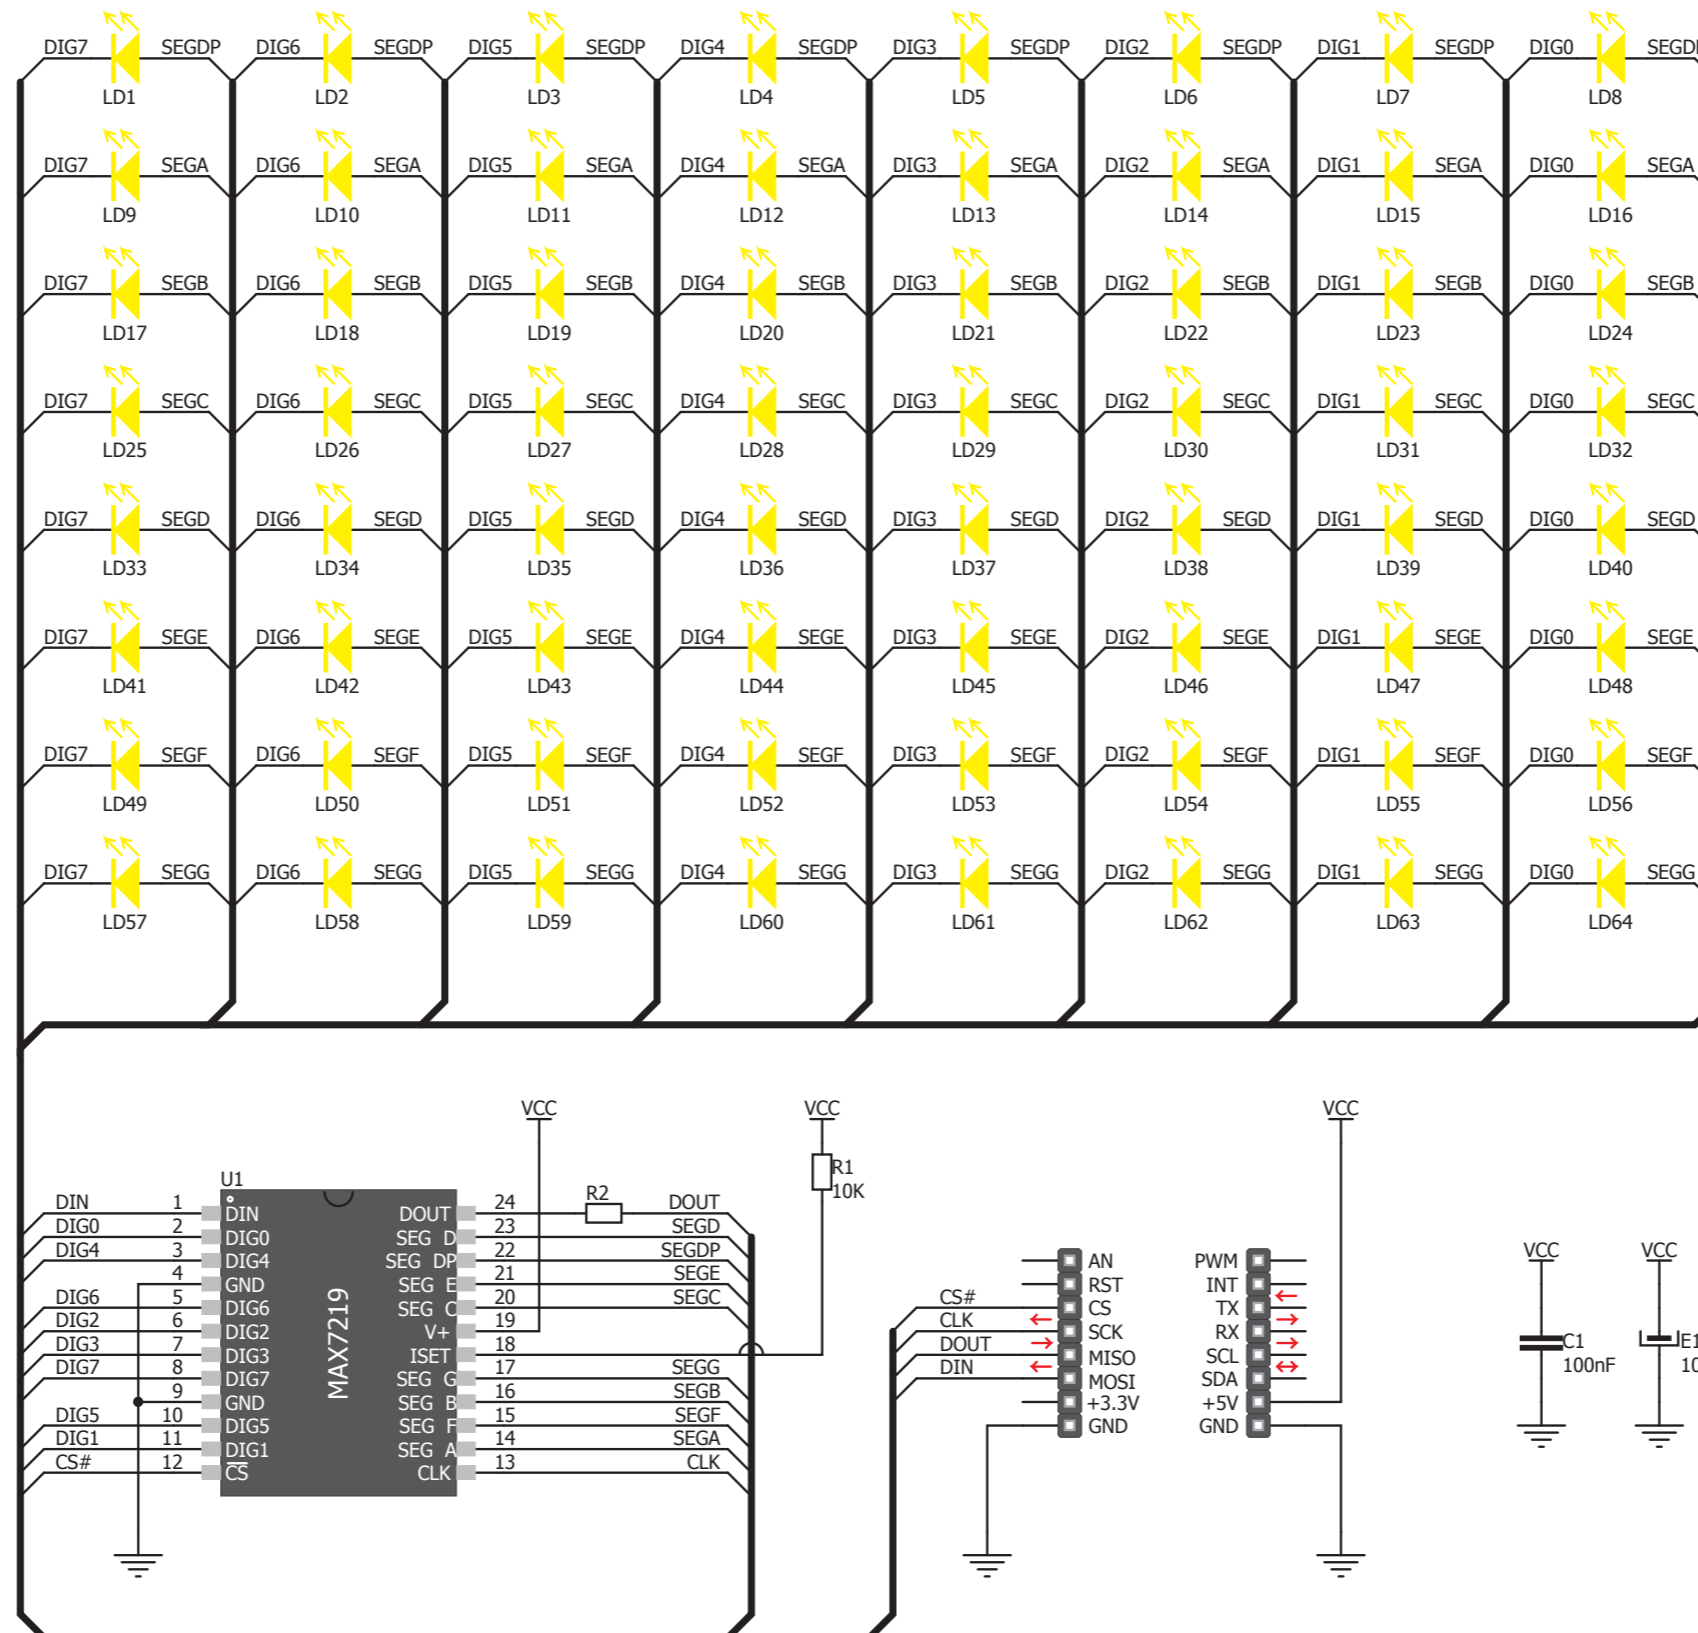 DIG7 SEGDP DIG6 SEGDP DIG5 SEGDP DIG4 SEGDP DIG3 SEGDP DIG2 SEGDP DIG1 SEGDP DIG0
LD1 LD2 LD3 LD4 LD5 LD6 LD7 LD8
DIG7 SEGA DIG6 SEGA DIG5 SEGA DIG4 SEGA DIG3 SEGA DIG2 SEGA DIG1 SEGA DIG0 SEGA
LD9 LD10 LD11 LD12 LD13 LD14 LD15 LD16
DIG7 SEGB DIG6 SEGB DIG5 SEGB DIG4 SEGB DIG3 SEGB DIG2 SEGB DIG1 SEGB DIG0 SEGB
LD17 LD18 LD19 LD20 LD21 LD22 LD23 LD24
DIG7 SEGC DIG6 SEGC DIG5 SEGC DIG4 SEGC DIG3 SEGC DIG2 SEGC DIG1 SEGC DIG0 SEGC
LD25 LD26 LD27 LD28 LD29 LD30 LD31 LD32
DIG7 SEGD DIG6 SEGD DIG5 SEGD DIG4 SEGD DIG3 SEGD DIG2 SEGD DIG1 SEGD DIG0 SEGD
LD33 LD34 LD35 LD36 LD37 LD38 LD39 LD40
DIG7 SEGE DIG6 SEGE DIG5 SEGE DIG4 SEGE DIG3 SEGE DIG2 SEGE DIG1 SEGE DIG0 SEGE
LD41 LD42 LD43 LD44 LD45 LD46 LD47 LD48
DIG7 SEGF DIG6 SEGF DIG5 SEGF DIG4 SEGF DIG3 SEGF DIG2 SEGF DIG1 SEGF DIG0 SEGF
LD49 LD50 LD51 LD52 LD53 LD54 LD55 LD56
DIG7 SEGG DIG6 SEGG DIG5 SEGG DIG4 SEGG DIG3 SEGG DIG2 SEGG DIG1 SEGG DIG0 SEGG
LD57 LD58 LD59 LD60 LD61 LD62 LD63 LD64
VCC VCC VCC
U1
R1
10K
R2
MAX7219
DIN 1 DIN DOUT 24 DOUT
DIG0 2 DIG0 SEG D 23 SEGD
DIG4 3 DIG4 SEG DP 22 SEGDP
4 GND SEG E 21 SEGE
DIG6 5 DIG6 SEG C 20 SEGC
DIG2 6 DIG2 V+ 19
DIG3 7 DIG3 ISET 18
DIG7 8 DIG7 SEG G 17 SEGG
9 GND SEG B 16 SEGB
DIG5 10 DIG5 SEG F 15 SEGF
DIG1 11 DIG1 SEG A 14 SEGA
CS# 12 CS CLK 13 CLK
AN PWM
RST INT
CS# CS TX
CLK SCK RX
DOUT MISO SCL
DIN MOSI SDA
+3.3V +5V
GND GND
VCC VCC
C1 E1
100nF